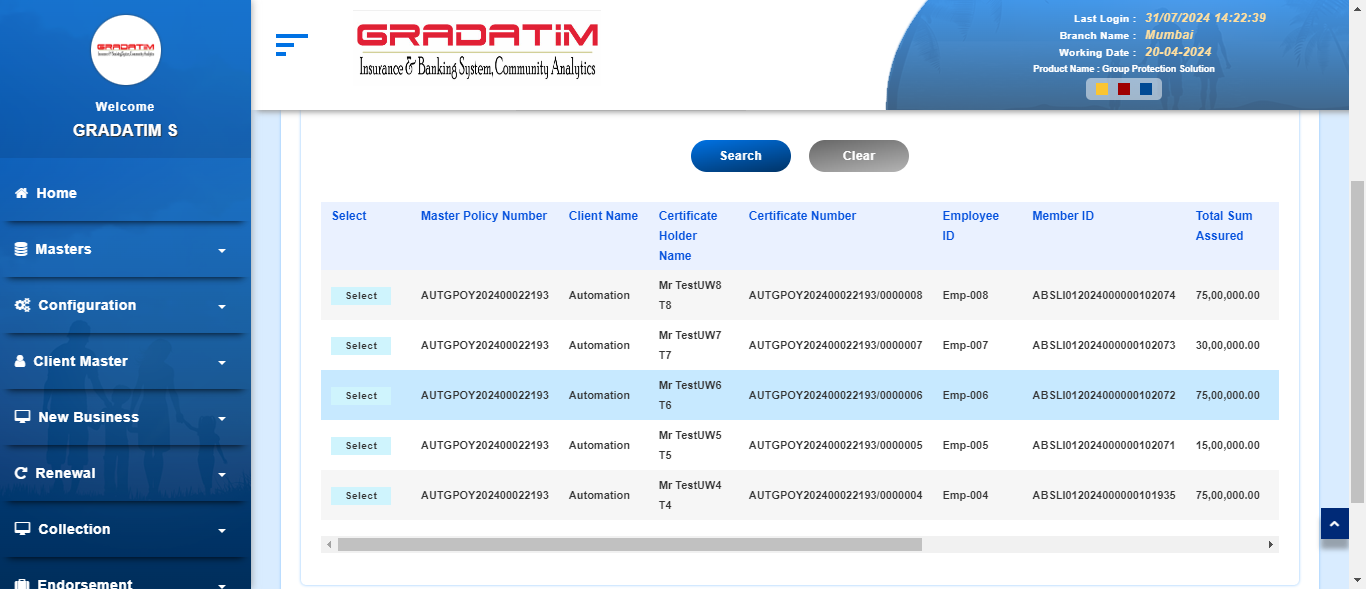 GRADATIM
Insurance & Banking System, Community Analytics
Welcome
GRADATIM S
Home
Masters
Configuration
Client Master
New Business
Renewal
Collection
Endorsement
GRADATIM
Insurance & Banking System, Community Analytics
Last Login : 31/07/2024 14:22:39
Branch Name : Mumbai
Working Date : 20-04-2024
Product Name : Group Protection Solution
Search Clear
Select Master Policy Number Client Name Certificate Certificate Number Employee Member ID Total Sum
Holder ID Assured
Name
Select AUTGPOY202400022193 Automation Mr TestUW8 AUTGPOY202400022193/0000008 Emp-008 ABSLI012024000000102074 75,00,000.00
T8
Select AUTGPOY202400022193 Automation Mr TestUW7 AUTGPOY202400022193/0000007 Emp-007 ABSLI012024000000102073 30,00,000.00
T7
Select AUTGPOY202400022193 Automation Mr TestUW6 AUTGPOY202400022193/0000006 Emp-006 ABSLI012024000000102072 75,00,000.00
T6
Select AUTGPOY202400022193 Automation Mr TestUW5 AUTGPOY202400022193/0000005 Emp-005 ABSLI012024000000102071 15,00,000.00
T5
Select AUTGPOY202400022193 Automation Mr TestUW4 AUTGPOY202400022193/0000004 Emp-004 ABSLI012024000000101935 75,00,000.00
T4